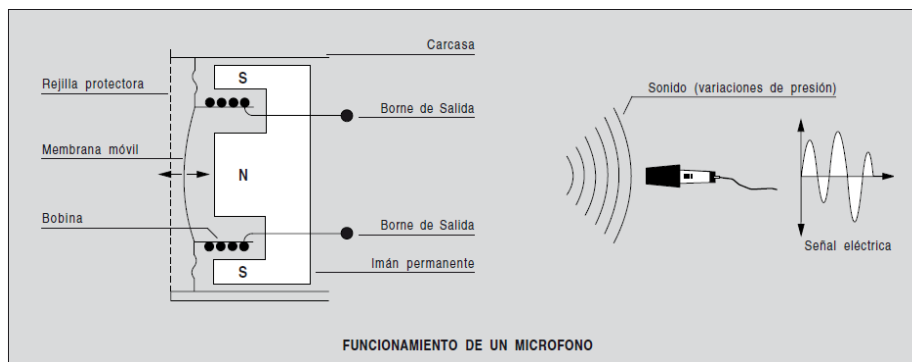 Carcasa
Rejilla protectora
S
Borne de Salida
Membrana móvil
N
Bobina
Borne de Salida
S
Imán permanente
Sonido (variaciones de presión)
Señal eléctrica
FUNCIONAMIENTO DE UN MICROFONO